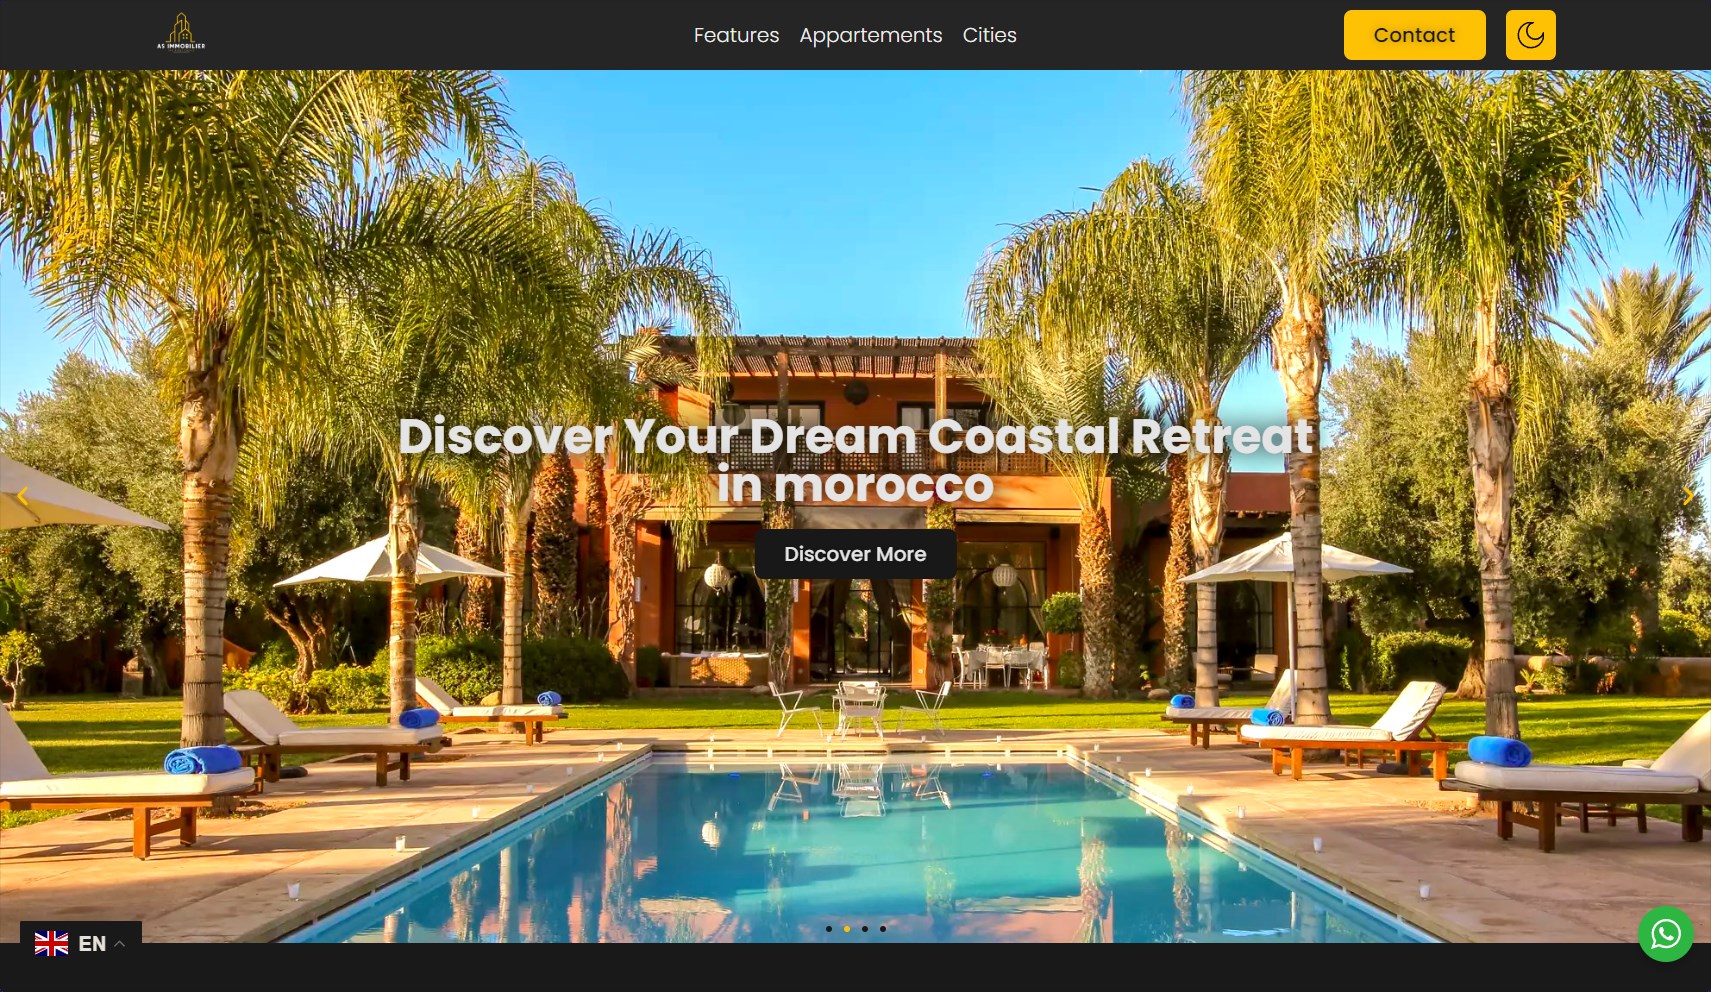 AS IMMOBILIER
Features
Appartements
Cities
Contact
Discover Your Dream Coastal Retreat
in morocco
Discover More
EN